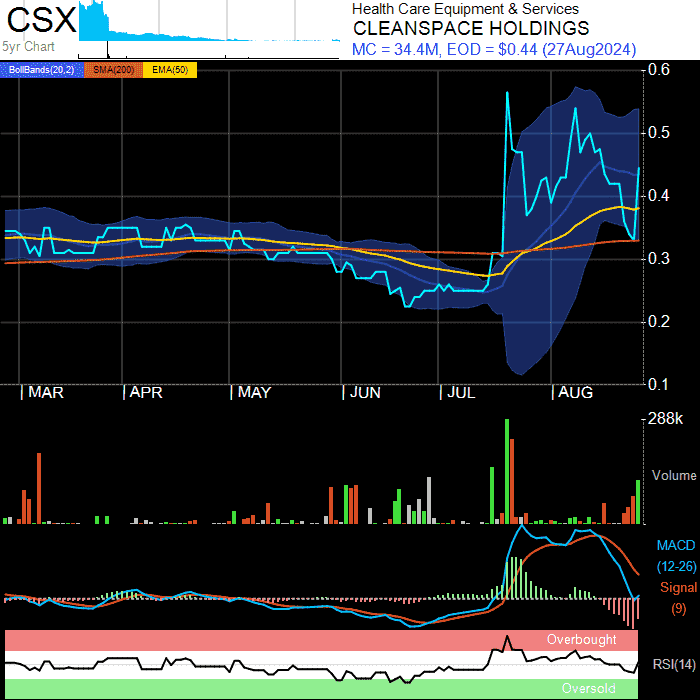 CSX
5yr Chart
Health Care Equipment & Services
CLEANSPACE HOLDINGS
MC = 34.4M, EOD = $0.44 (27Aug2024)
BollBands(20,2) SMA(200) EMA(50)
0.6
0.5
0.4
0.3
0.2
0.1
MAR APR MAY JUN JUL AUG
288k
Volume
MACD
(12-26)
Signal
(9)
Overbought
RSI(14)
Oversold